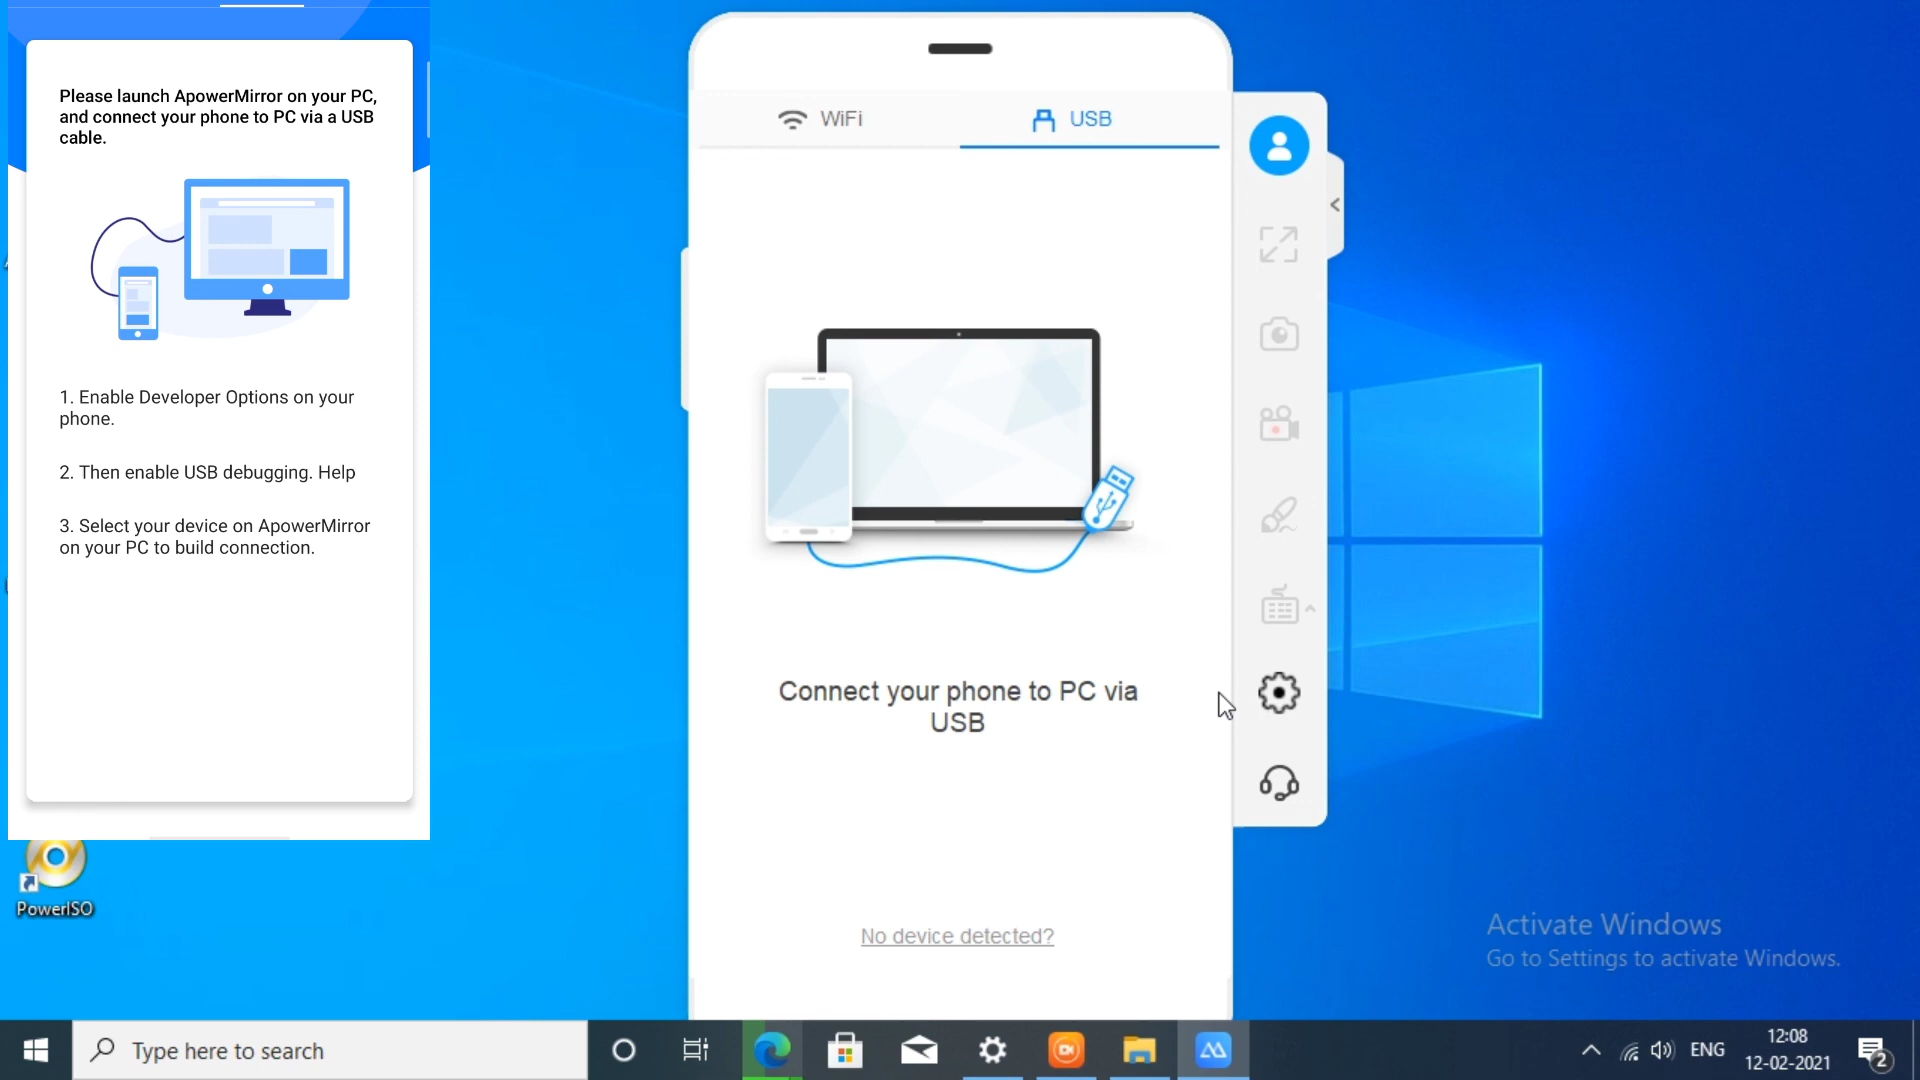 Please launch ApowerMirror on your PC,
and connect your phone to PC via a USB
cable.
1. Enable Developer Options on your
phone.
2. Then enable USB debugging. Help
3. Select your device on ApowerMirror
on your PC to build connection.
PowerISO
WiFi
USB
Connect your phone to PC via
USB
No device detected?
Activate Windows
Go to Settings to activate Windows.
Type here to search
ENG
12:08
12-02-2021
2